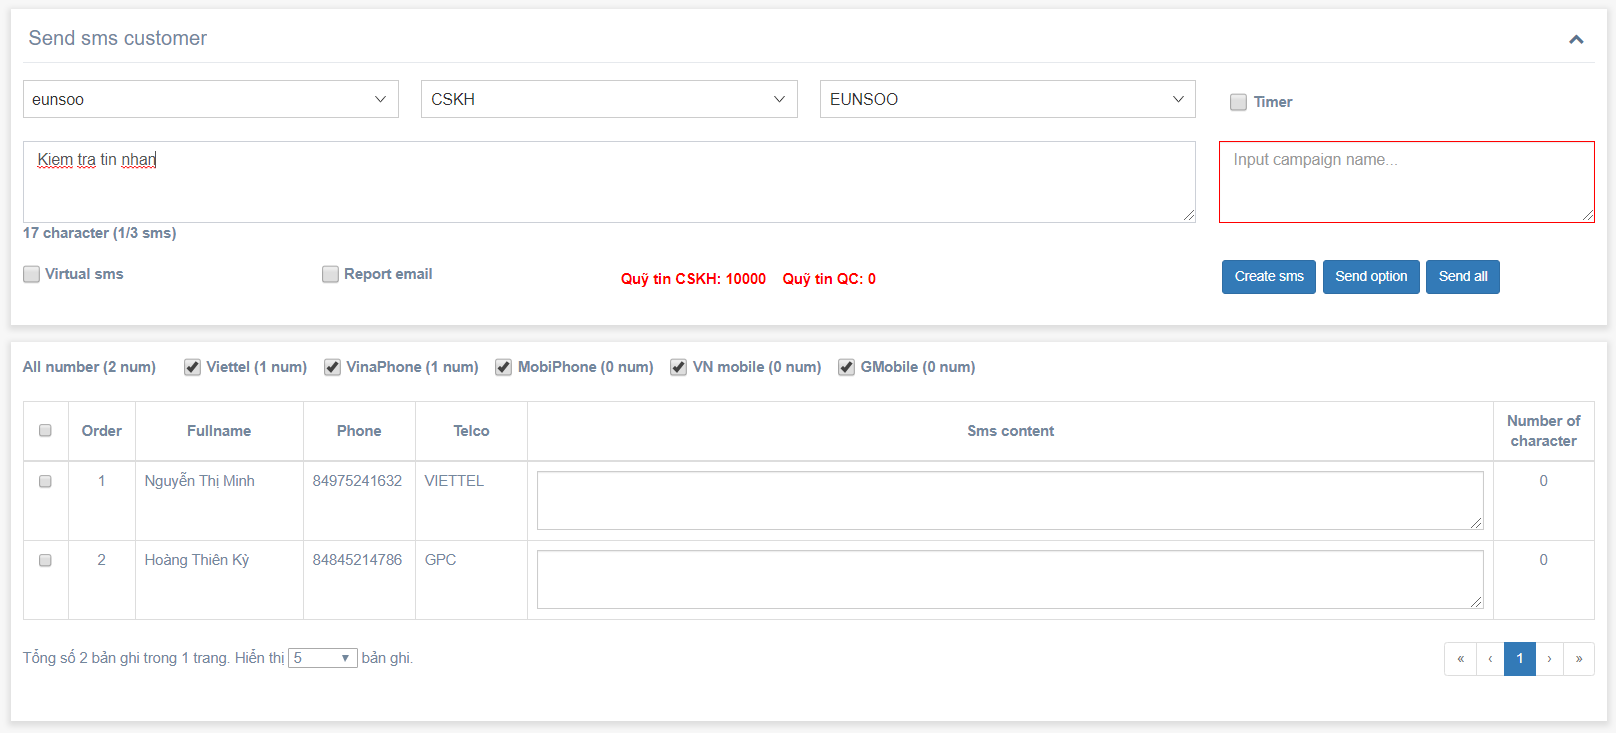 Send sms customer
eunsoo CSKH EUNSOO Timer
Kiem tra tin nhan Input campaign name...
17 character (1/3 sms)
Virtual sms Report email Quỹ tin CSKH: 10000 Quỹ tin QC: 0 Create sms Send option Send all
All number (2 num) Viettel (1 num) VinaPhone (1 num) MobiPhone (0 num) VN mobile (0 num) GMobile (0 num)
Order Fullname Phone Telco Sms content Number of character
1 Nguyễn Thị Minh 84975241632 VIETTEL 0
2 Hoàng Thiên Kỳ 84845214786 GPC 0
Tổng số 2 bản ghi trong 1 trang. Hiển thị 5 bản ghi. « ‹ 1 › »